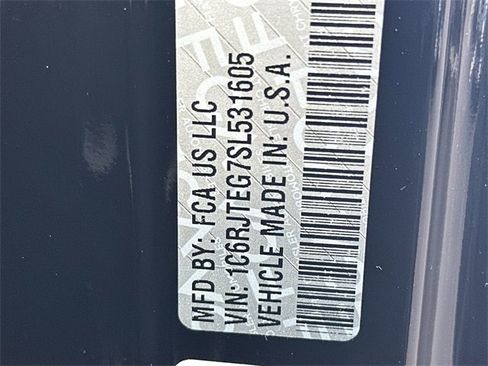 MFD BY: FCA US LLC
VIN: 1C6RJTEG7SL531605
VEHICLE MADE IN: U.S.A.